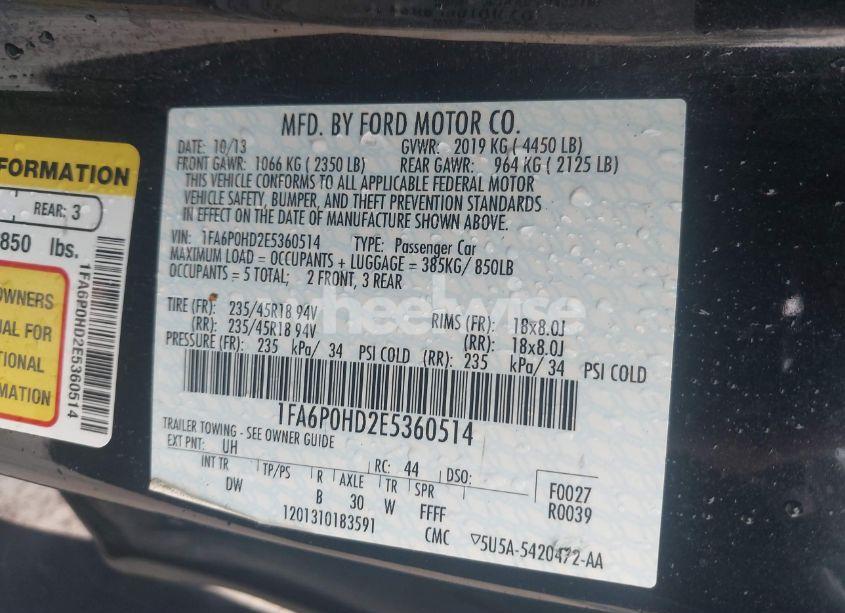 FORMATION
REAR: 3
850 lbs.
OWNERS
UAL FOR
TIONAL
RMATION
1FA6P0HD2E5360514
MFD. BY FORD MOTOR CO.
DATE: 10/13 GVWR: 2019 KG ( 4450 LB)
FRONT GAWR: 1066 KG ( 2350 LB) REAR GAWR: 964 KG ( 2125 LB)
THIS VEHICLE CONFORMS TO ALL APPLICABLE FEDERAL MOTOR
VEHICLE SAFETY, BUMPER, AND THEFT PREVENTION STANDARDS
IN EFFECT ON THE DATE OF MANUFACTURE SHOWN ABOVE.
VIN: 1FA6P0HD2E5360514 TYPE: Passenger Car
MAXIMUM LOAD = OCCUPANTS + LUGGAGE = 385KG/ 850LB
OCCUPANTS = 5 TOTAL; 2 FRONT, 3 REAR
wheelwise
TIRE (FR): 235/45R18 94V RIMS (FR): 18x8.0J
(RR): 235/45R18 94V (RR): 18x8.0J
PRESSURE (FR): 235 kPa/ 34 PSI COLD (RR): 235 kPa/ 34 PSI COLD
1FA6P0HD2E5360514
TRAILER TOWING - SEE OWNER GUIDE
EXT PNT: UH RC: 44 DSO:
INT TR TP/PS R AXLE TR SPR F0027
DW B 30 W FFFF R0039
1201310183591 CMC ▽5U5A-5420472-AA